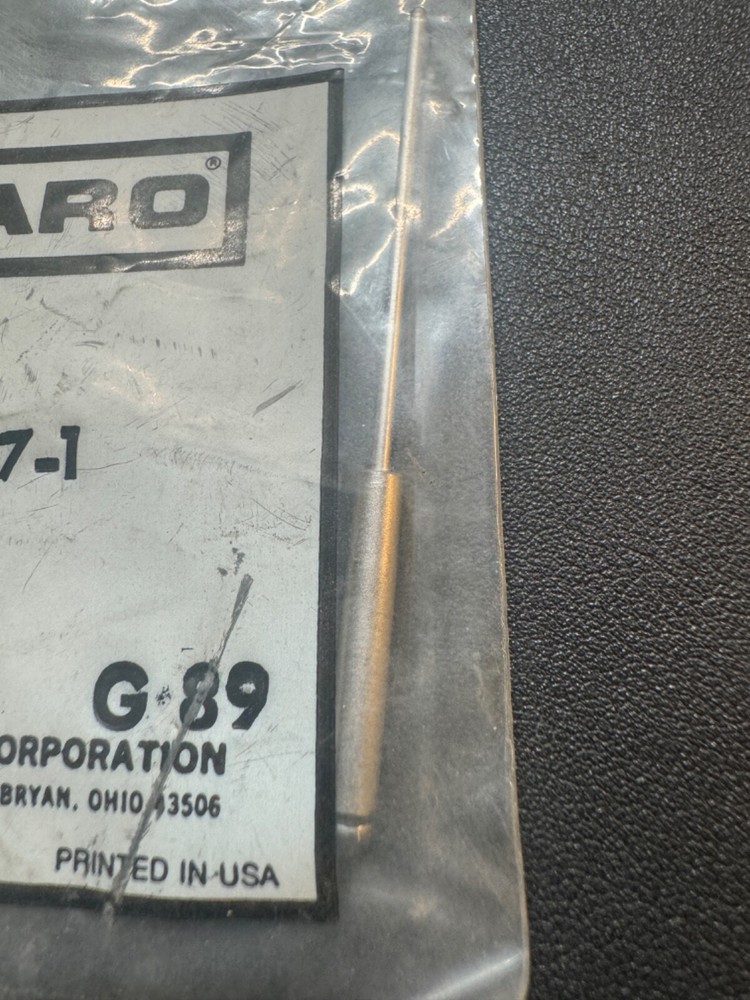 ARO®
7-1
G 89
ORPORATION
BRYAN, OHIO 43506
PRINTED IN USA